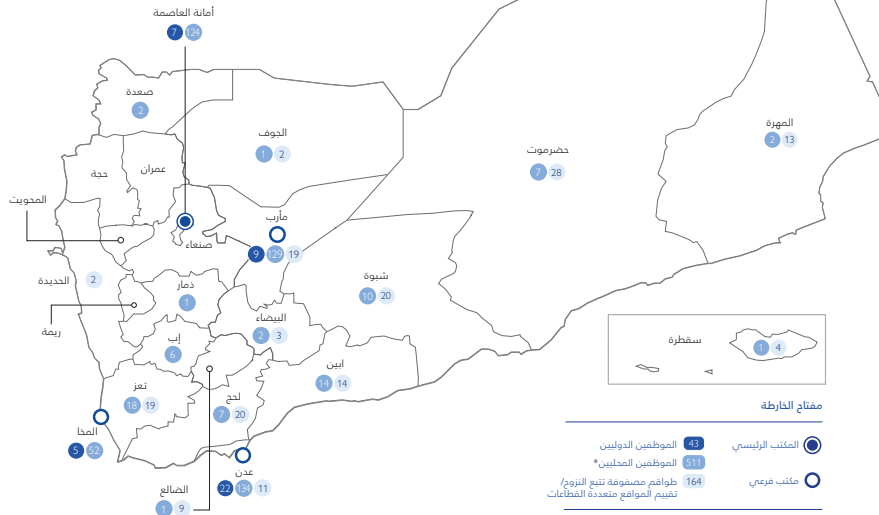 أمانة العاصمة
7 124
صعدة
2
الجوف
1 2
المهرة
2 13
حضرموت
7 28
حجة
عمران
المحويت
صنعاء
مأرب
9 129 19
الحديدة
2
ذمار
1
شبوة
10 20
ريمة
البيضاء
2 3
إب
6
سقطرة
1 4
ابين
14 14
تعز
18 19
لحج
7 20
المخا
5 52
عدن
22 134 11
الضالع
1 9
مفتاح الخارطة
المكتب الرئيسي
مكتب فرعي
43 الموظفين الدوليين
511 الموظفين المحليين*
164 طواقم مصفوفة تتبع النزوح/
تقييم المواقع متعددة القطاعات